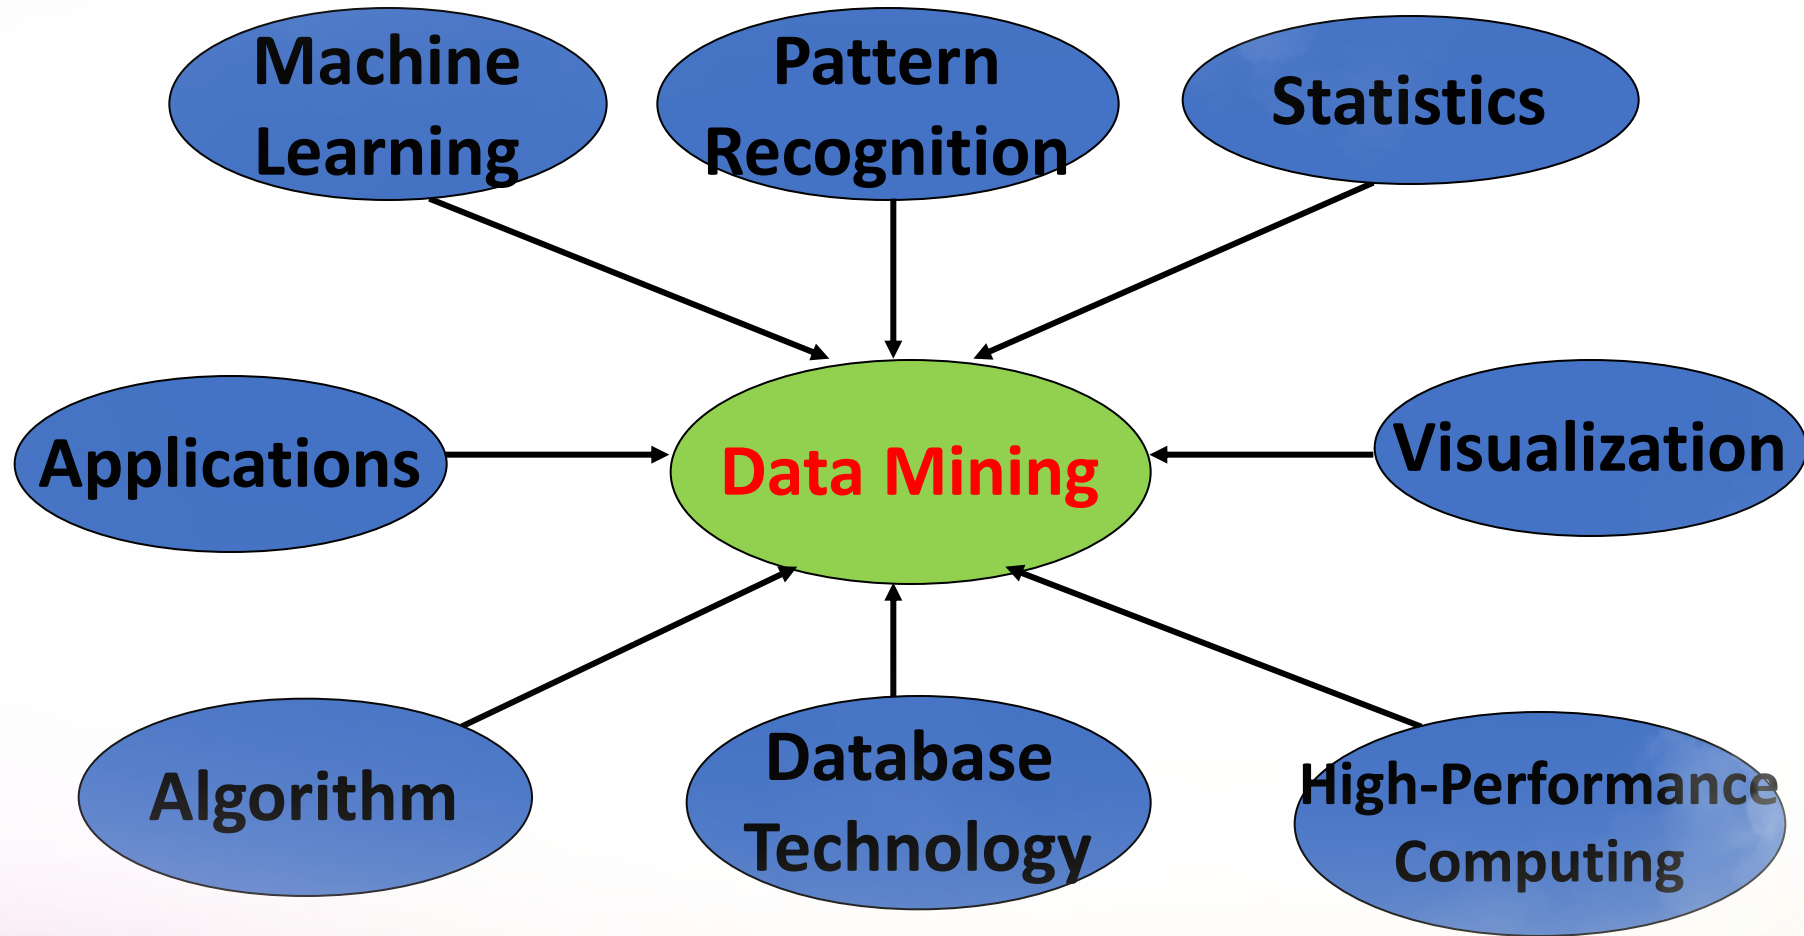 Machine
Learning
Pattern
Recognition
Statistics
Applications
Data Mining
Visualization
Algorithm
Database
Technology
High-Performance
Computing